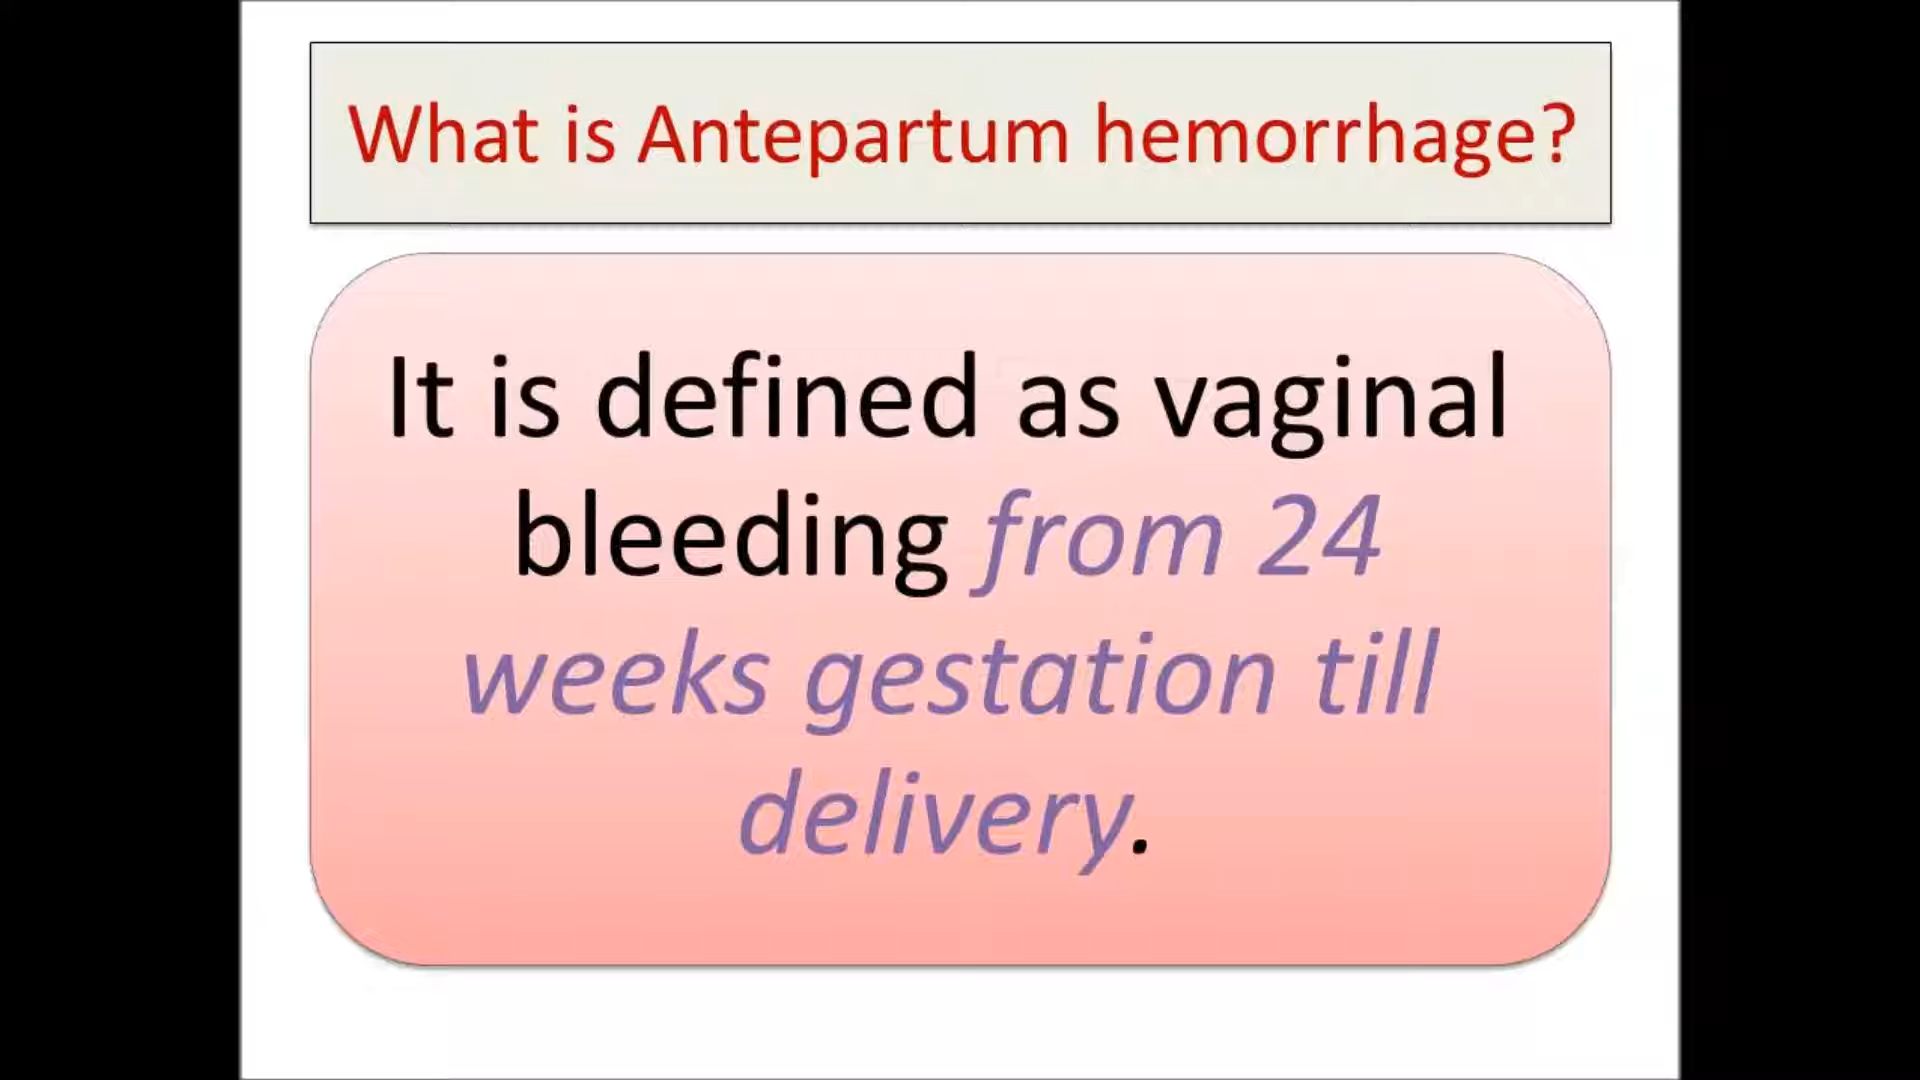 What is Antepartum hemorrhage?
It is defined as vaginal
bleeding from 24
weeks gestation till
delivery.